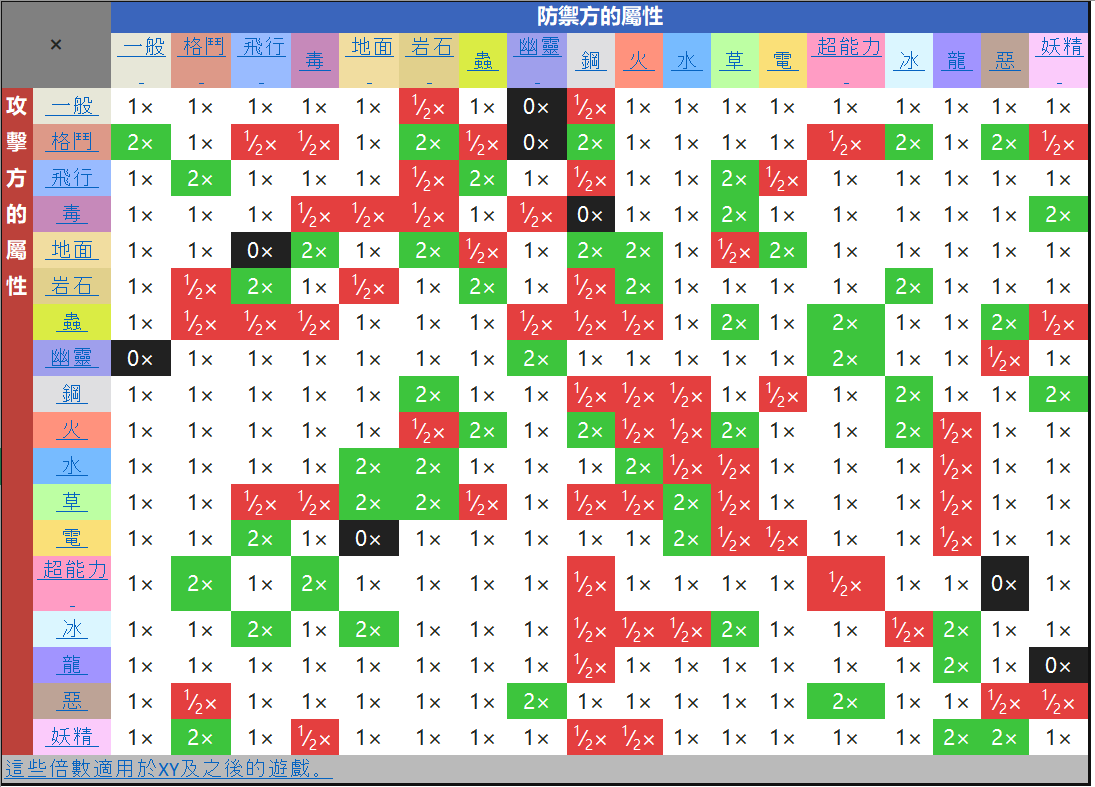 防禦方的屬性
× 一般 格鬥 飛行 毒 地面 岩石 蟲 幽靈 鋼 火 水 草 電 超能力 冰 龍 惡 妖精
攻擊方的屬性
一般 1× 1× 1× 1× 1× ½× 1× 0× ½× 1× 1× 1× 1× 1× 1× 1× 1× 1×
格鬥 2× 1× ½× ½× 1× 2× ½× 0× 2× 1× 1× 1× 1× ½× 2× 1× 2× ½×
飛行 1× 2× 1× 1× 1× ½× 2× 1× ½× 1× 1× 2× ½× 1× 1× 1× 1× 1×
毒 1× 1× 1× ½× ½× ½× 1× ½× 0× 1× 1× 2× 1× 1× 1× 1× 1× 2×
地面 1× 1× 0× 2× 1× 2× ½× 1× 2× 2× 1× ½× 2× 1× 1× 1× 1× 1×
岩石 1× ½× 2× 1× ½× 1× 2× 1× ½× 2× 1× 1× 1× 1× 2× 1× 1× 1×
蟲 1× ½× ½× ½× 1× 1× 1× ½× ½× ½× 1× 2× 1× 2× 1× 1× 2× ½×
幽靈 0× 1× 1× 1× 1× 1× 1× 2× 1× 1× 1× 1× 1× 2× 1× 1× ½× 1×
鋼 1× 1× 1× 1× 1× 2× 1× 1× ½× ½× ½× 1× ½× 1× 2× 1× 1× 2×
火 1× 1× 1× 1× 1× ½× 2× 1× 2× ½× ½× 2× 1× 1× 2× ½× 1× 1×
水 1× 1× 1× 1× 2× 2× 1× 1× 1× 2× ½× ½× 1× 1× 1× ½× 1× 1×
草 1× 1× ½× ½× 2× 2× ½× 1× ½× ½× 2× ½× 1× 1× 1× ½× 1× 1×
電 1× 1× 2× 1× 0× 1× 1× 1× 1× 1× 2× ½× ½× 1× 1× ½× 1× 1×
超能力 1× 2× 1× 2× 1× 1× 1× 1× ½× 1× 1× 1× 1× ½× 1× 1× 0× 1×
冰 1× 1× 2× 1× 2× 1× 1× 1× ½× ½× ½× 2× 1× 1× ½× 2× 1× 1×
龍 1× 1× 1× 1× 1× 1× 1× 1× ½× 1× 1× 1× 1× 1× 1× 2× 1× 0×
惡 1× ½× 1× 1× 1× 1× 1× 2× 1× 1× 1× 1× 1× 2× 1× 1× ½× ½×
妖精 1× 2× 1× ½× 1× 1× 1× 1× ½× ½× 1× 1× 1× 1× 1× 2× 2× 1×
這些倍數適用於XY及之後的遊戲。